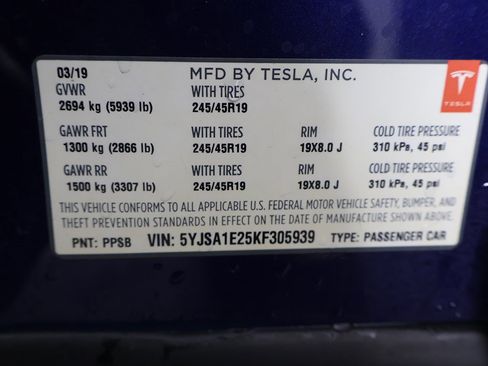 03/19 MFD BY TESLA, INC.
GVWR WITH TIRES
2694 kg (5939 lb) 245/45R19
TESLA
GAWR FRT WITH TIRES RIM COLD TIRE PRESSURE
1300 kg (2866 lb) 245/45R19 19X8.0 J 310 kPa, 45 psi
GAWR RR WITH TIRES RIM COLD TIRE PRESSURE
1500 kg (3307 lb) 245/45R19 19X8.0 J 310 kPa, 45 psi
THIS VEHICLE CONFORMS TO ALL APPLICABLE U.S. FEDERAL MOTOR VEHICLE SAFETY, BUMPER, AND
THEFT PREVENTION STANDARDS IN EFFECT ON THE DATE OF MANUFACTURE SHOWN ABOVE.
PNT: PPSB VIN: 5YJSA1E25KF305939 TYPE: PASSENGER CAR